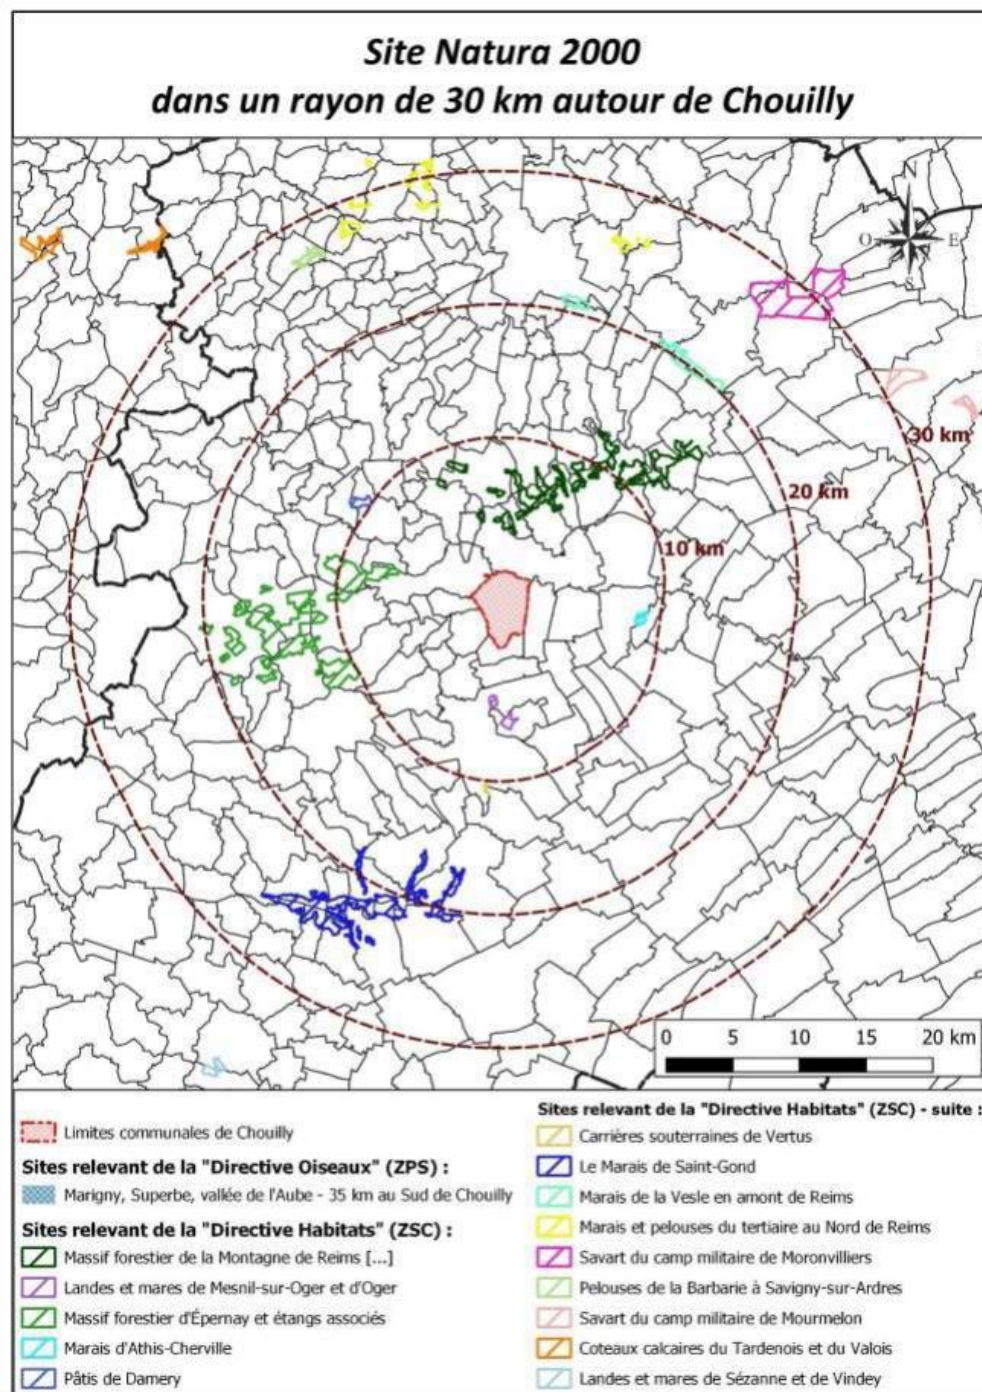 Site Natura 2000
dans un rayon de 30 km autour de Chouilly
N
O
E
S
30 km
20 km
10 km
0 5 10 15 20 km
Limites communales de Chouilly
Sites relevant de la "Directive Oiseaux" (ZPS) :
Marigny, Superbe, vallée de l'Aube - 35 km au Sud de Chouilly
Sites relevant de la "Directive Habitats" (ZSC) :
Massif forestier de la Montagne de Reims [...]
Landes et mares de Mesnil-sur-Oger et d'Oger
Massif forestier d'Épernay et étangs associés
Marais d'Athis-Cherville
Pâtis de Damery
Sites relevant de la "Directive Habitats" (ZSC) - suite :
Carrières souterraines de Vertus
Le Marais de Saint-Gond
Marais de la Vesle en amont de Reims
Marais et pelouses du tertiaire au Nord de Reims
Savart du camp militaire de Moronvilliers
Pelouses de la Barbarie à Savigny-sur-Ardres
Savart du camp militaire de Mourmelon
Coteaux calcaires du Tardenois et du Valois
Landes et mares de Sézanne et de Vindey